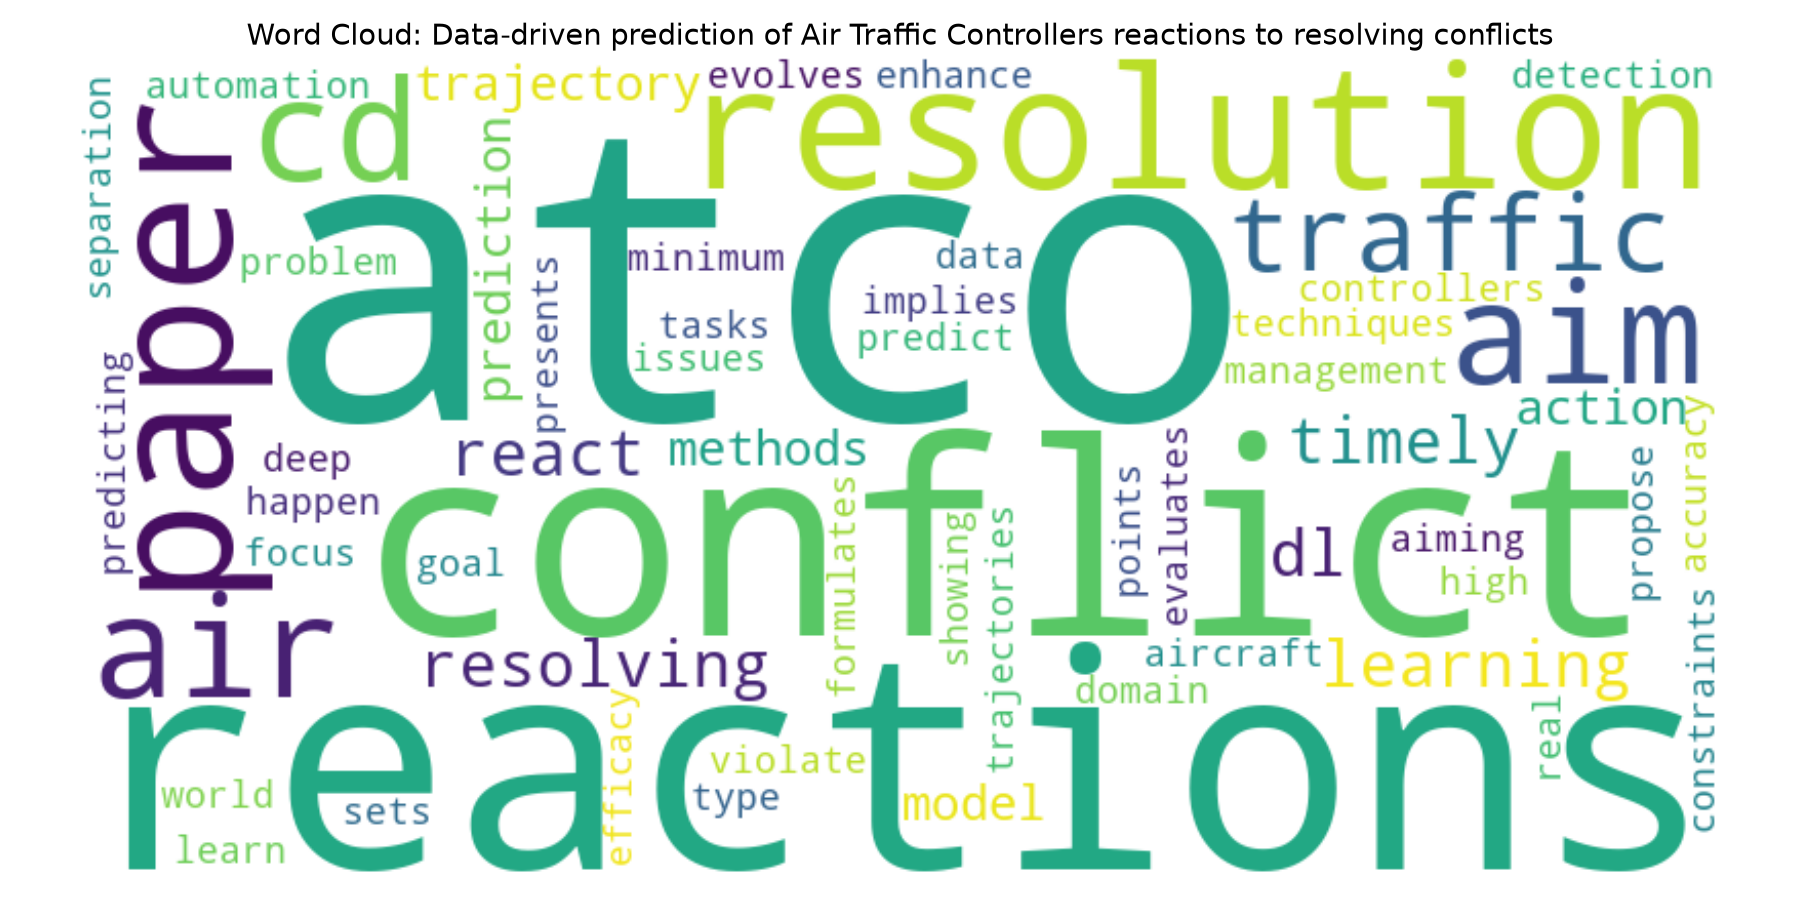 Word Cloud: Data-driven prediction of Air Traffic Controllers reactions to resolving conflicts
automation
trajectory
evolves
enhance
detection
separation
paper
cd
resolution
prediction
atco
traffic
problem
minimum
data
presents
implies
controllers
tasks
predict
techniques
aim
issues
management
predicting
action
accuracy
deep
react
methods
timely
happen
conflict
points
evaluates
propose
focus
goal
formulates
showing
trajectories
dl
aiming
high
air
resolving
aircraft
learning
constraints
domain
reactions
efficacy
violate
real
world
sets
type
model
learn